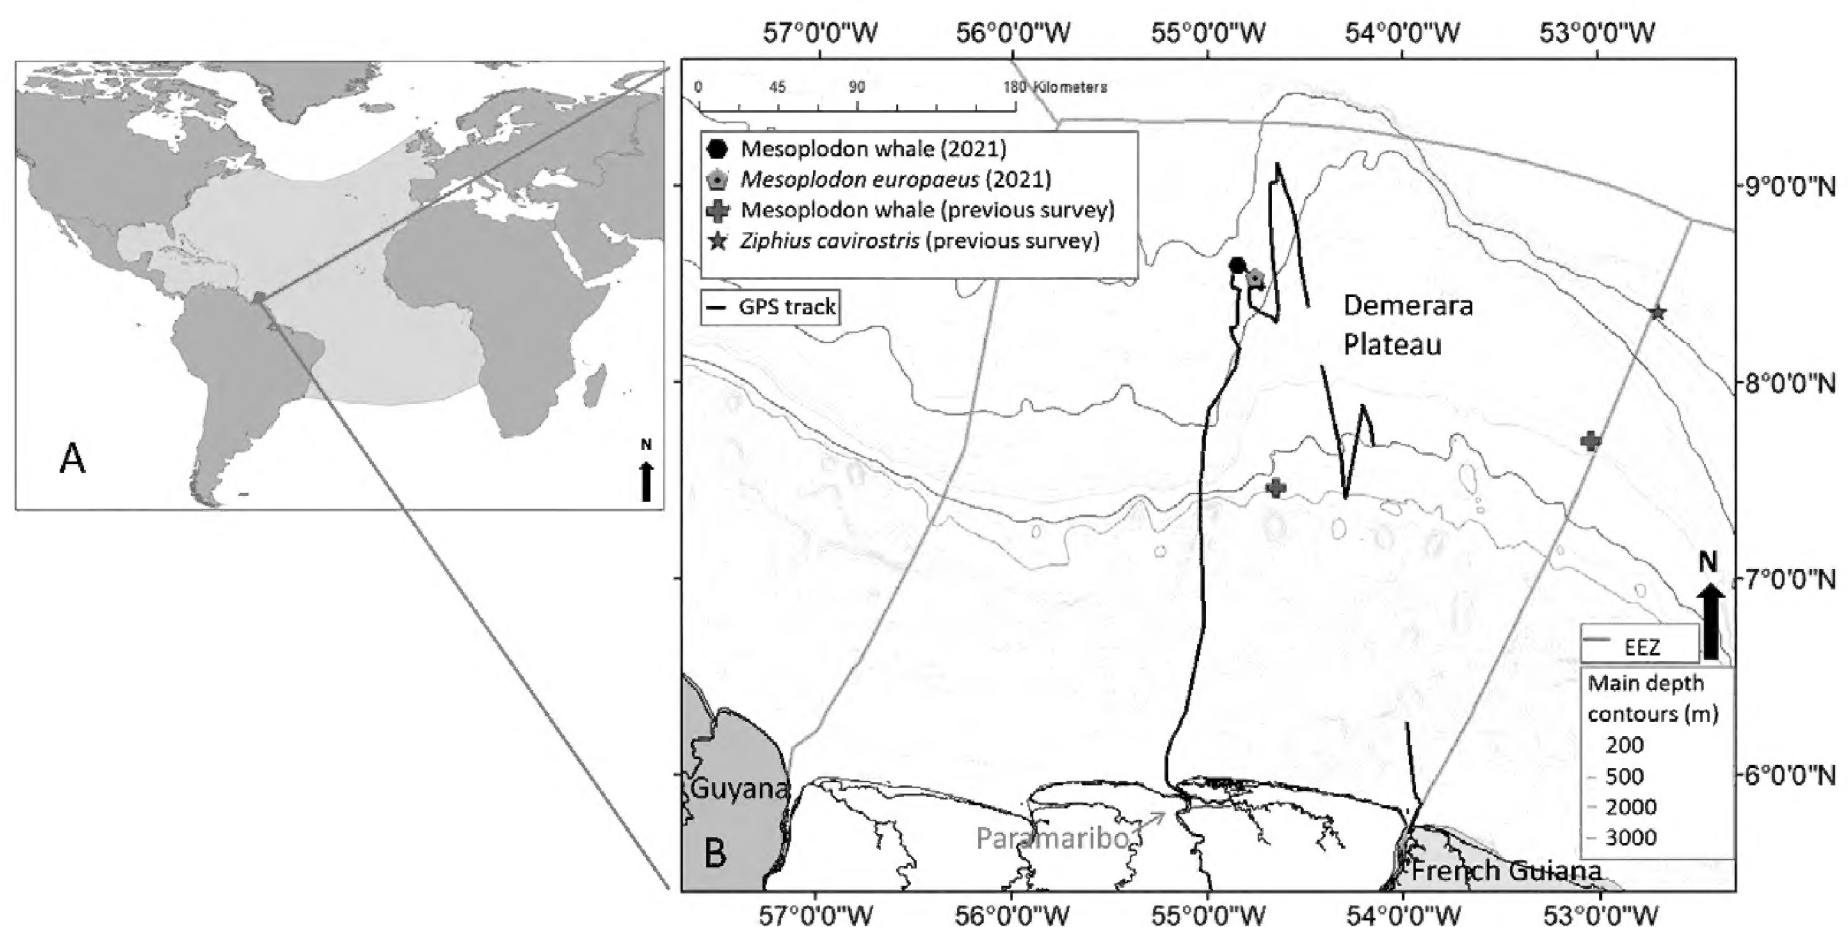 57°0'0"W 56°0'0"W 55°0'0"W 54°0'0"W 53°0'0"W
0 45 90 180 Kilometers
Mesoplodon whale (2021)
Mesoplodon europaeus (2021)
Mesoplodon whale (previous survey)
Ziphius cavirostris (previous survey)
GPS track
Demerara
Plateau
9°0'0"N
8°0'0"N
7°0'0"N
6°0'0"N
A
N
N
EEZ
Main depth
contours (m)
200
500
2000
3000
Guyana
B
Paramaribo
French Guiana
57°0'0"W 56°0'0"W 55°0'0"W 54°0'0"W 53°0'0"W